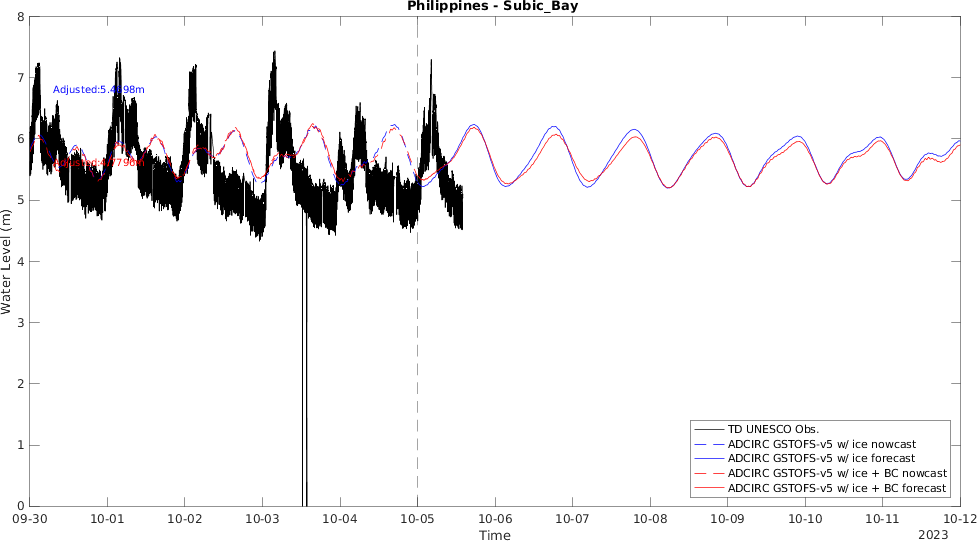 Philippines - Subic_Bay
8
7
6
5
4
3
2
1
0
Water Level (m)
Adjusted:
09-30
10-01
10-02
10-03
10-04
10-05
10-06
10-07
10-08
10-09
10-10
10-11
10-12
Time
2023
TD UNESCO Obs.
ADCIRC GSTOFS-v5 w/ ice nowcast
ADCIRC GSTOFS-v5 w/ ice forecast
ADCIRC GSTOFS-v5 w/ ice + BC nowcast
ADCIRC GSTOFS-v5 w/ ice + BC forecast